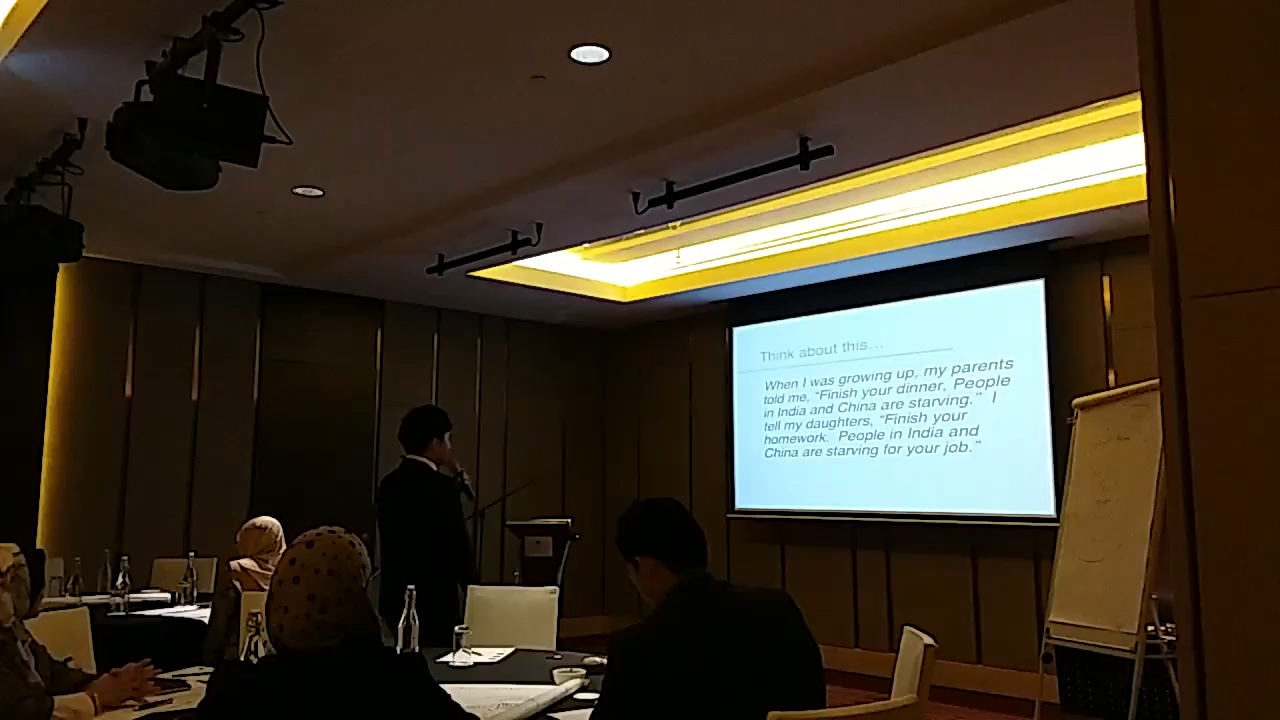 Think about this...
When I was growing up, my parents
told me, “Finish your dinner, People
in India and China are starving.” I
tell my daughters, “Finish your
homework. People in India and
China are starving for your job.”